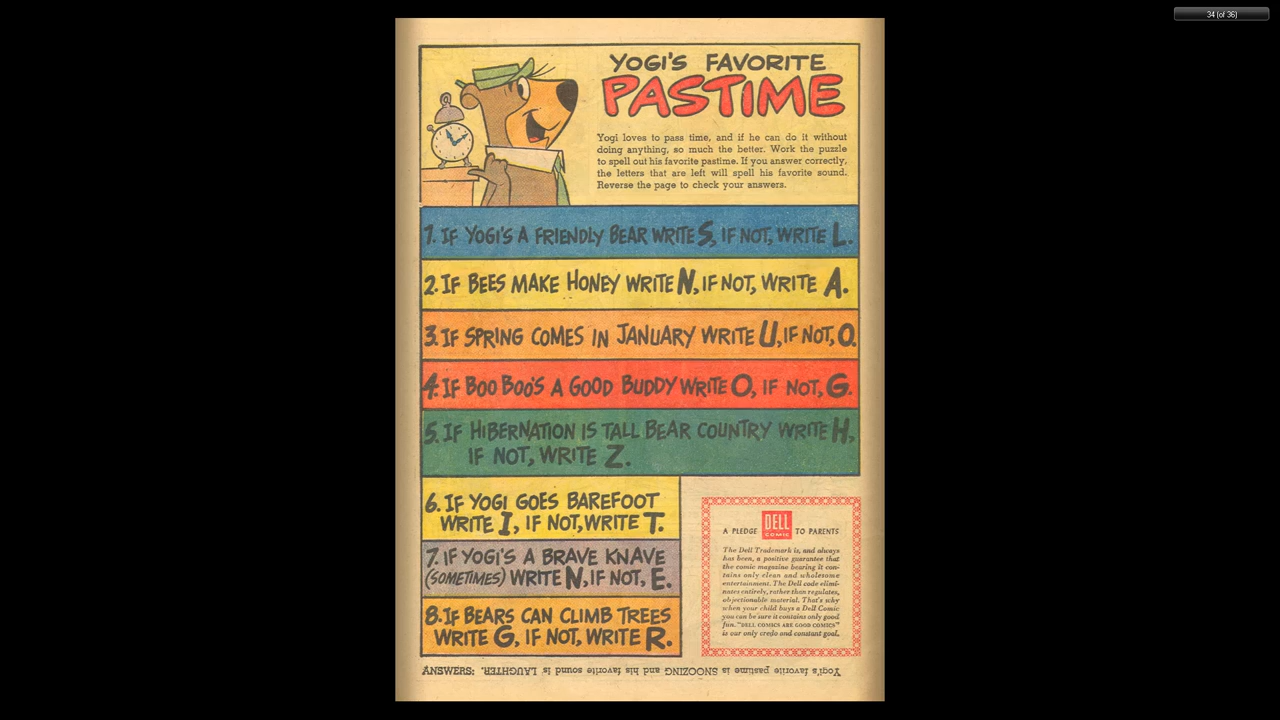 34 (of 36)
YOGI'S FAVORITE
PASTIME
Yogi loves to pass time, and if he can do it without
doing anything, so much the better. Work the puzzle
to spell out his favorite pastime. If you answer correctly,
the letters that are left will spell his favorite sound.
Reverse the page to check your answers.
1. IF YOGI'S A FRIENDLY BEAR WRITE S, IF NOT, WRITE L.
2. IF BEES MAKE HONEY WRITE N, IF NOT, WRITE A.
3. IF SPRING COMES IN JANUARY WRITE U, IF NOT, O.
4. IF BOO BOO'S A GOOD BUDDY WRITE O, IF NOT, G.
5. IF HIBERNATION IS TALL BEAR COUNTRY WRITE H,
IF NOT, WRITE Z.
6. IF YOGI GOES BAREFOOT
WRITE I, IF NOT, WRITE T.
7. IF YOGI'S A BRAVE KNAVE
(SOMETIMES) WRITE N, IF NOT, E.
8. IF BEARS CAN CLIMB TREES
WRITE G, IF NOT, WRITE R.
A PLEDGE DELL COMIC TO PARENTS
The Dell Trademark is, and always
has been, a positive guarantee that
the comic magazine bearing it con-
tains only clean and wholesome
entertainment. The Dell code elimi-
nates entirely, rather than regulates,
objectionable material. That's why
when your child buys a Dell Comic
you can be sure it contains only good
fun. "DELL COMICS ARE GOOD COMICS"
is our only credo and constant goal.
ANSWERS: Yogi's favorite pastime is SNOOZING and his favorite sound is 'LAUGHTER.'